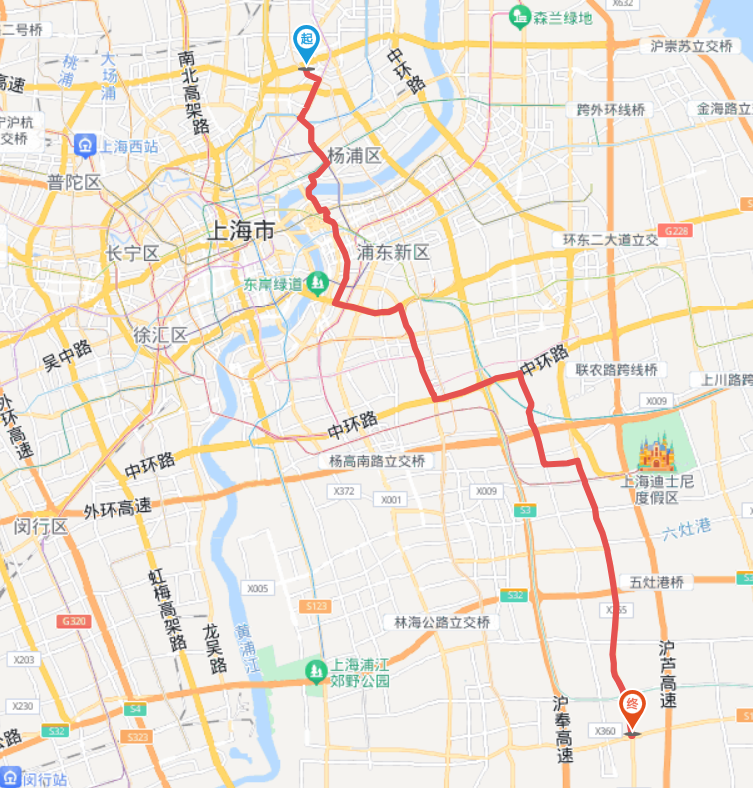 X632
二号桥
起
森兰绿地
沪崇苏立交桥
桃浦
大场浦
南北高架路
中环路
高速
跨外环线桥
金海路立
宁沪杭
交桥
上海西站
杨浦区
普陀区
上海市
G228
长宁区
浦东新区
环东二大道立交
东岸绿道
徐汇区
吴中路
中环路
联农路跨线桥
上川路跨
X009
外环高速
中环路
中环路
杨高南路立交桥
上海迪士尼
度假区
X372
X001
X009
外环高速
S3
闵行区
六灶港
虹梅高架路
X005
S32
五灶港桥
S123
G320
龙吴路
黄浦江
林海公路立交桥
X203
上海浦江
郊野公园
沪芦高速
X230
S4
终
沪奉高速
S32
S323
X360
公路
闵行站